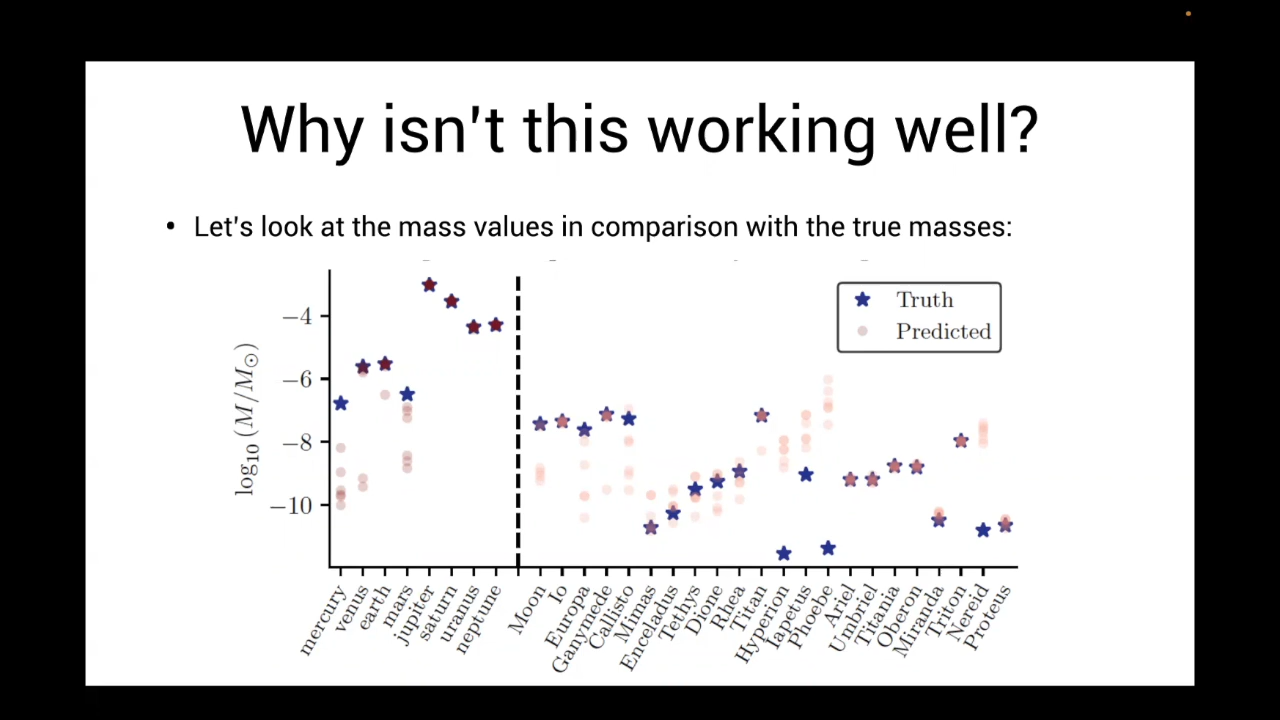 Why isn't this working well?
• Let's look at the mass values in comparison with the true masses:
Truth
Predicted
log₁₀ (M/M⊙)
−4
−6
−8
−10
mercury
venus
earth
mars
jupiter
saturn
uranus
neptune
Moon
Io
Europa
Ganymede
Callisto
Mimas
Enceladus
Tethys
Dione
Rhea
Titan
Hyperion
Iapetus
Phoebe
Ariel
Umbriel
Titania
Oberon
Miranda
Triton
Nereid
Proteus